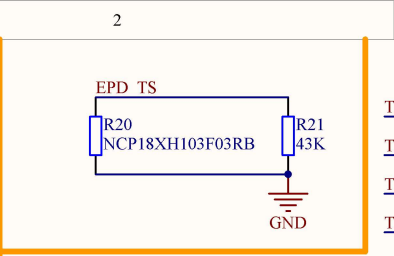 2
EPD_TS
R20
NCP18XH103F03RB
R21
43K
GND
T
T
T
T